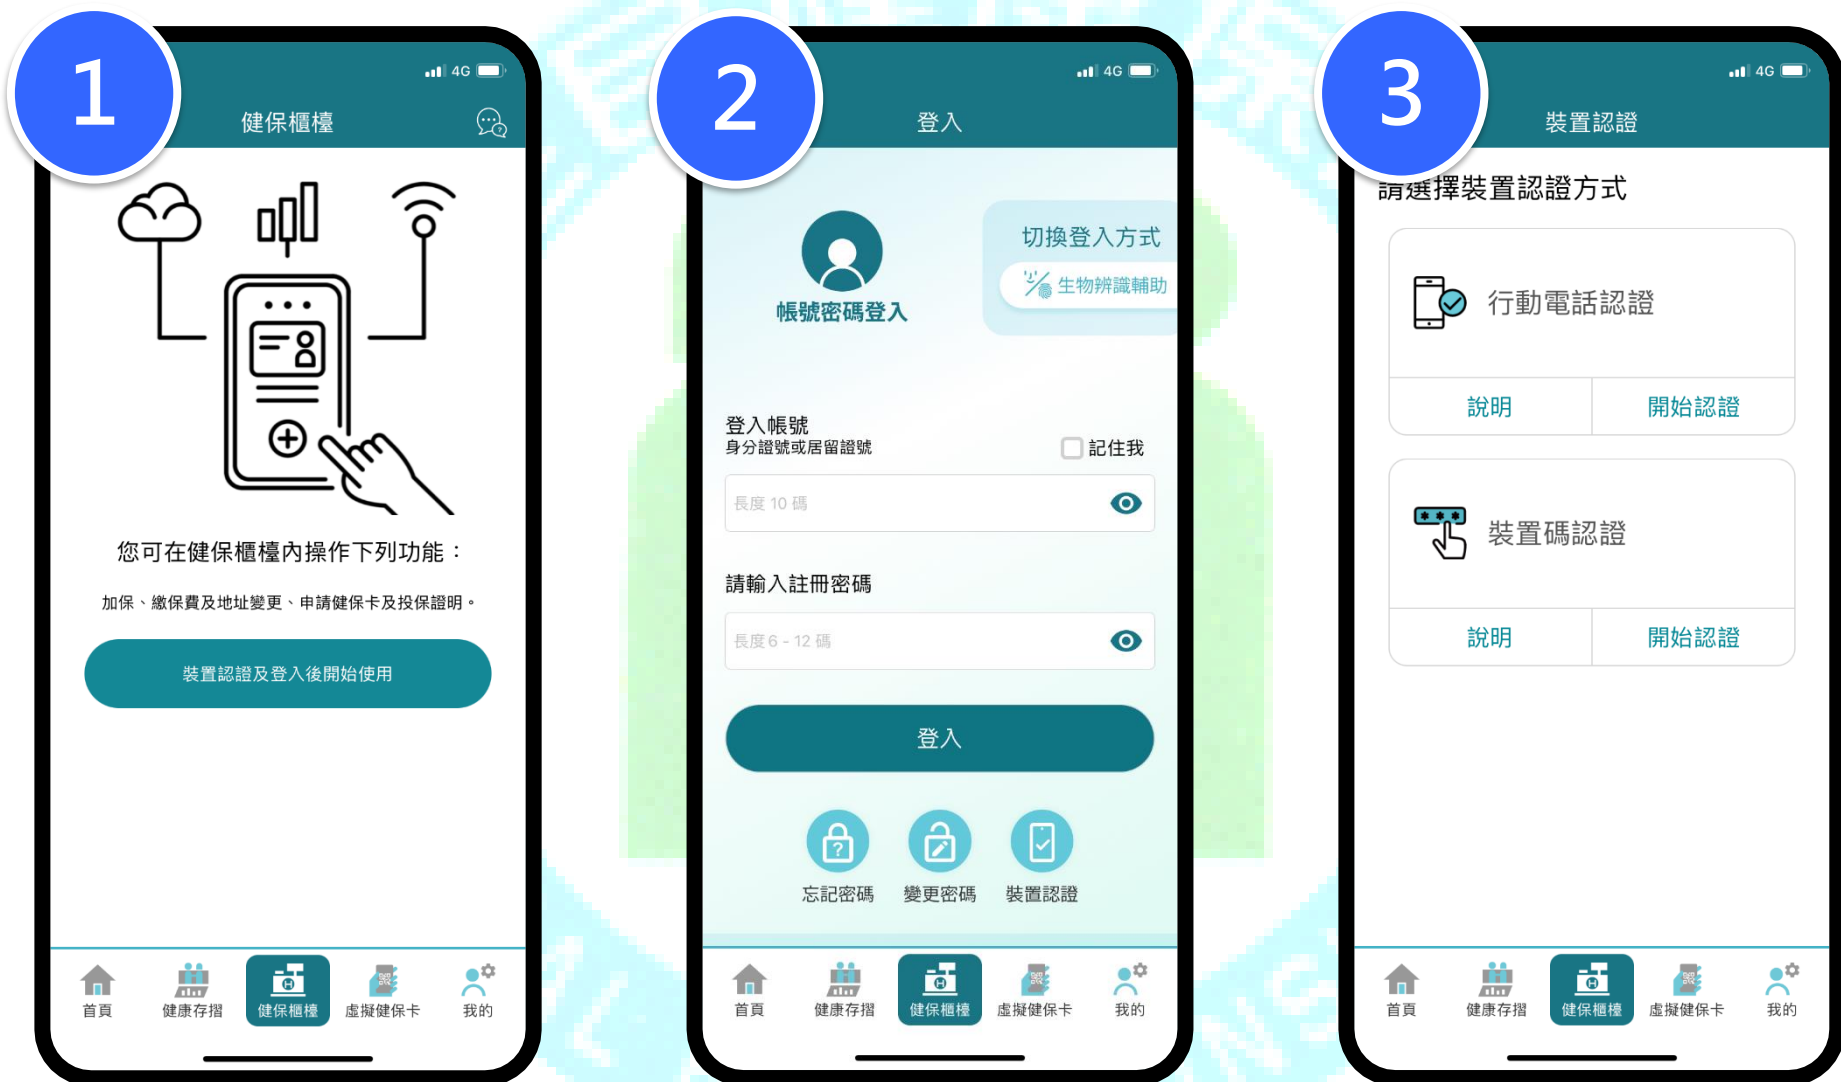 1
4G
健保櫃檯
您可在健保櫃檯內操作下列功能：
加保、繳保費及地址變更、申請健保卡及投保證明。
裝置認證及登入後開始使用
首頁
健康存摺
健保櫃檯
虛擬健保卡
我的
2
4G
登入
帳號密碼登入
切換登入方式
生物辨識輔助
登入帳號
身分證號或居留證號
記住我
長度 10 碼
請輸入註冊密碼
長度 6 - 12 碼
登入
忘記密碼
變更密碼
裝置認證
首頁
健康存摺
健保櫃檯
虛擬健保卡
我的
3
4G
裝置認證
請選擇裝置認證方式
行動電話認證
說明
開始認證
裝置碼認證
說明
開始認證
首頁
健康存摺
健保櫃檯
虛擬健保卡
我的